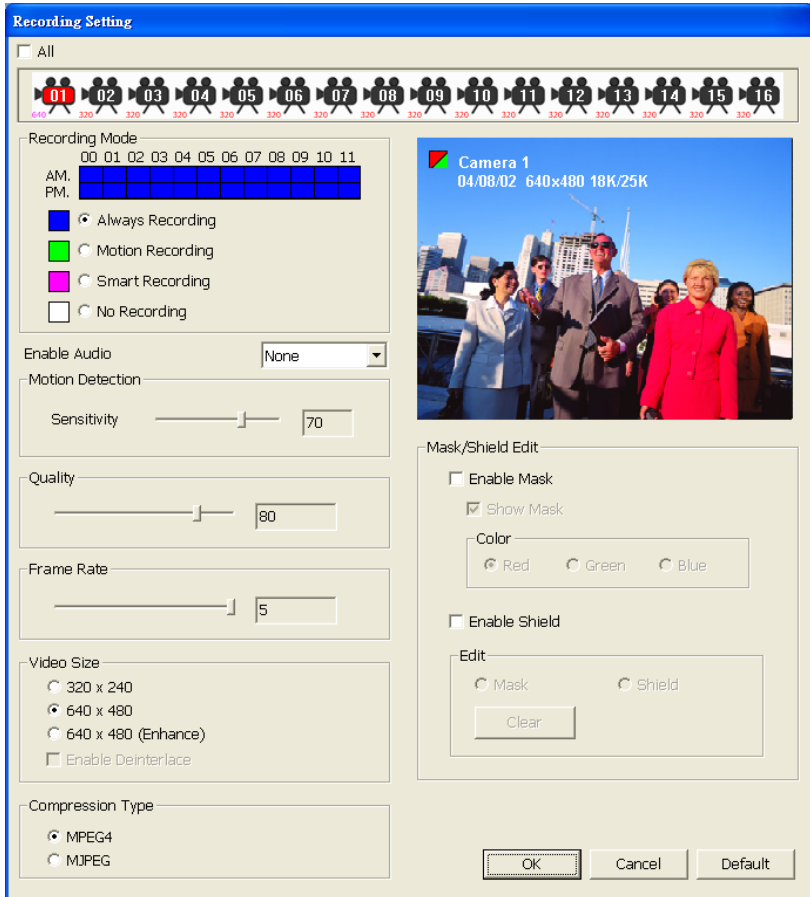 Recording Setting
All
01 02 03 04 05 06 07 08 09 10 11 12 13 14 15 16
640 320 320 320 320 320 320 320 320 320 320 320 320 320 320 320
Recording Mode
00 01 02 03 04 05 06 07 08 09 10 11
AM.
PM.
Always Recording
Motion Recording
Smart Recording
No Recording
Enable Audio None
Motion Detection
Sensitivity 70
Quality
80
Frame Rate
5
Video Size
320 x 240
640 x 480
640 x 480 (Enhance)
Enable Deinterlace
Compression Type
MPEG4
MJPEG
Camera 1
04/08/02 640x480 18K/25K
Mask/Shield Edit
Enable Mask
Show Mask
Color
Red Green Blue
Enable Shield
Edit
Mask Shield
Clear
OK Cancel Default